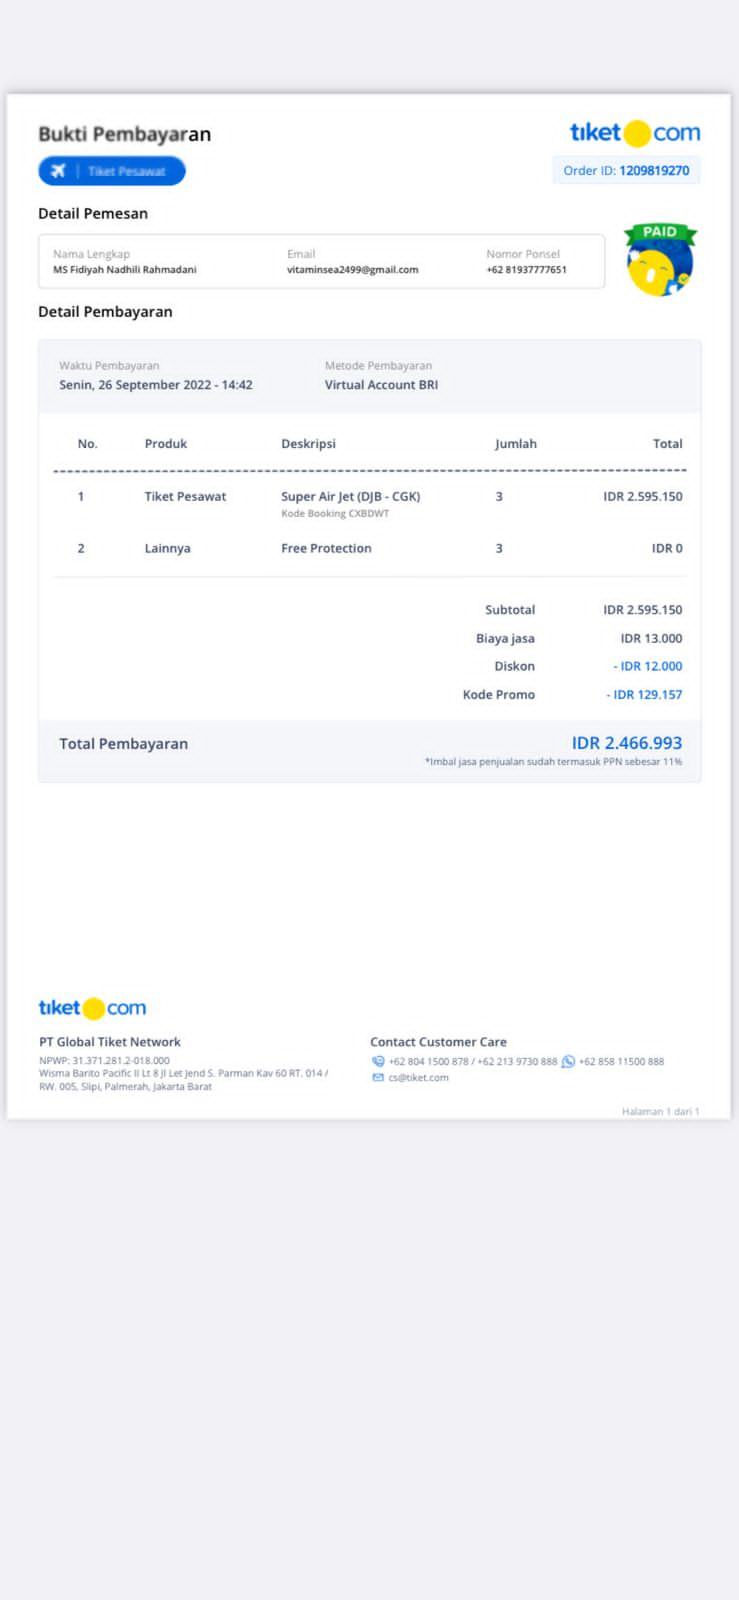 Bukti Pembayaran
tiket.com
Tiket Pesawat
Order ID: 1209819270
Detail Pemesan
PAID
Nama Lengkap Email Nomor Ponsel
MS Fidiyah Nadhili Rahmadani vitaminsea2499@gmail.com +62 81937777651
Detail Pembayaran
Waktu Pembayaran Metode Pembayaran
Senin, 26 September 2022 - 14:42 Virtual Account BRI
No. Produk Deskripsi Jumlah Total
1 Tiket Pesawat Super Air Jet (DJB - CGK) 3 IDR 2.595.150
Kode Booking CXBDWT
2 Lainnya Free Protection 3 IDR 0
Subtotal IDR 2.595.150
Biaya jasa IDR 13.000
Diskon - IDR 12.000
Kode Promo - IDR 129.157
Total Pembayaran IDR 2.466.993
*Imbal jasa penjualan sudah termasuk PPN sebesar 11%
tiket.com
PT Global Tiket Network
NPWP: 31.371.281.2-018.000
Wisma Barito Pacific II Lt 8 Jl Let Jend S. Parman Kav 60 RT. 014 /
RW. 005, Slipi, Palmerah, Jakarta Barat
Contact Customer Care
+62 804 1500 878 / +62 213 9730 888 +62 858 11500 888
cs@tiket.com
Halaman 1 dari 1